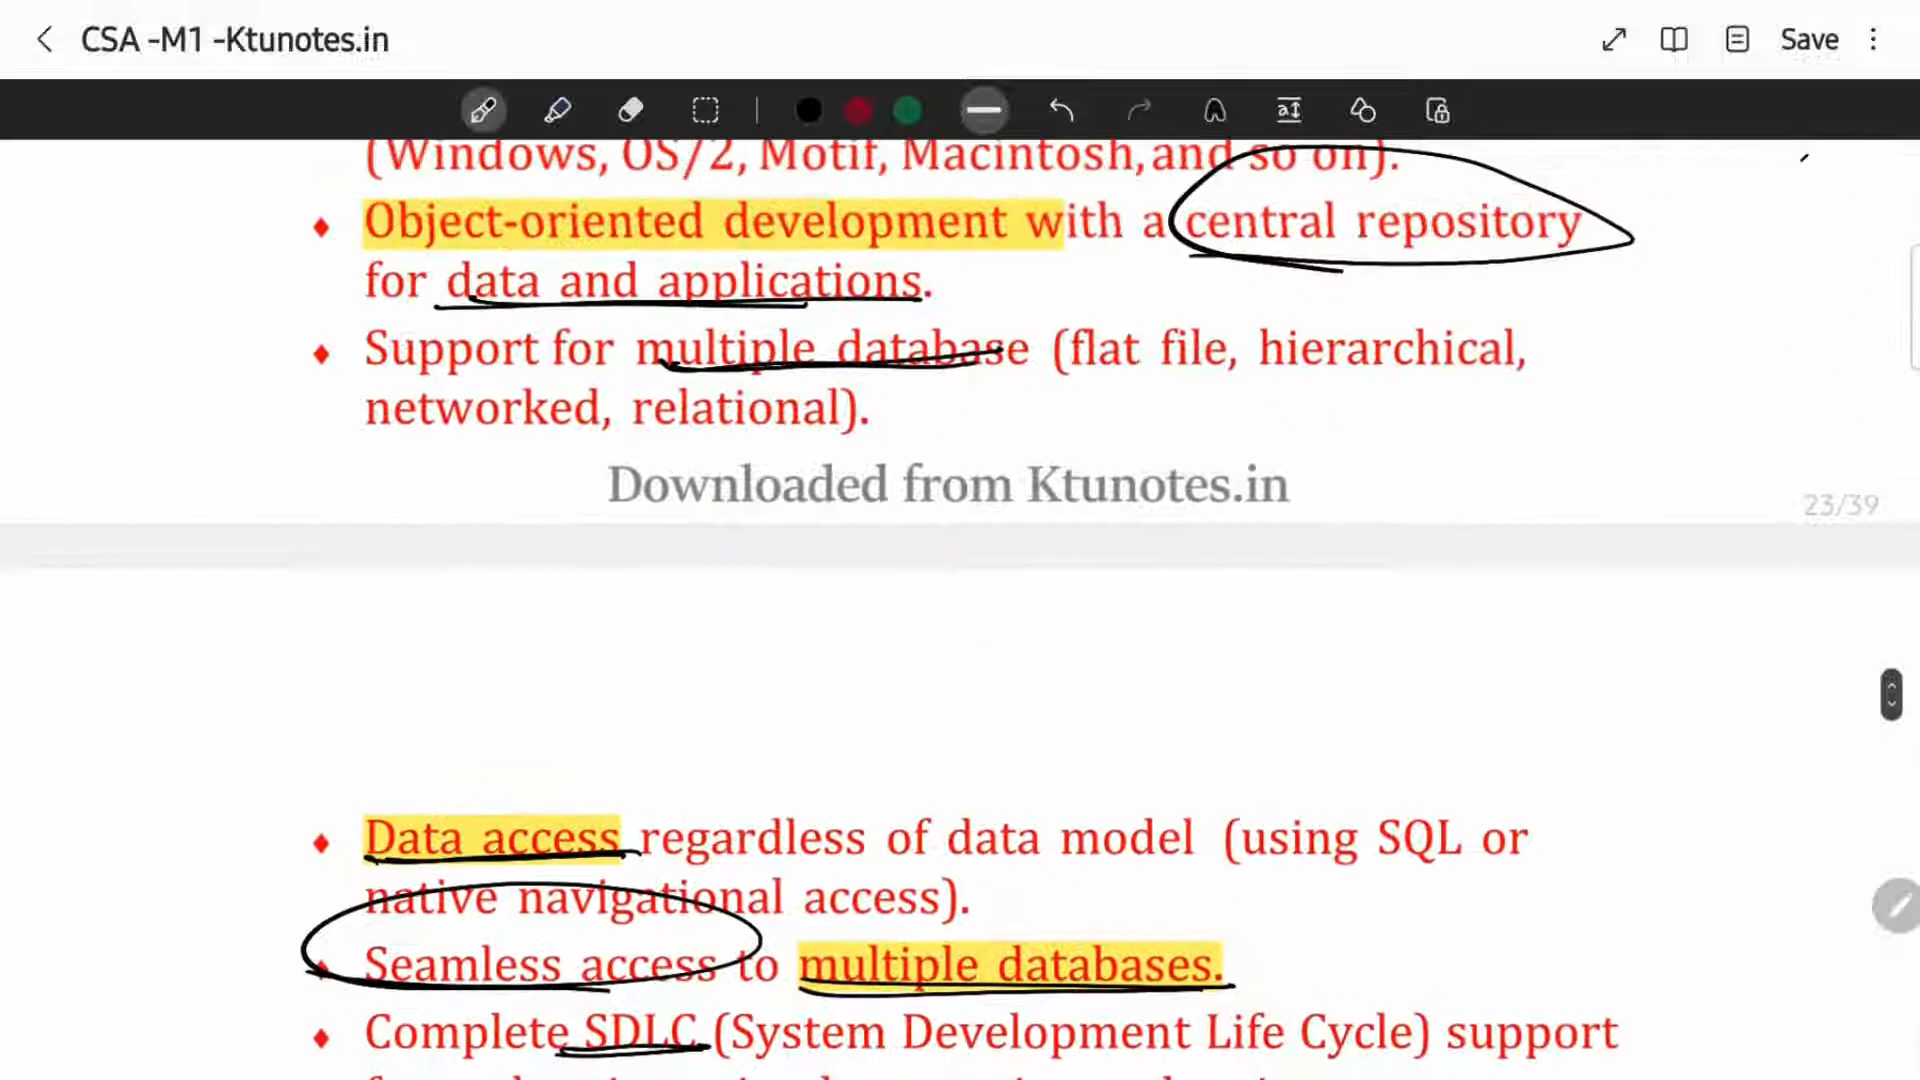 CSA -M1 -Ktunotes.in
Save
(Windows, OS/2, Motif, Macintosh, and so on).
♦ Object-oriented development with a central repository
for data and applications.
♦ Support for multiple database (flat file, hierarchical,
networked, relational).
Downloaded from Ktunotes.in
23/39
♦ Data access regardless of data model (using SQL or
native navigational access).
♦ Seamless access to multiple databases.
♦ Complete SDLC (System Development Life Cycle) support